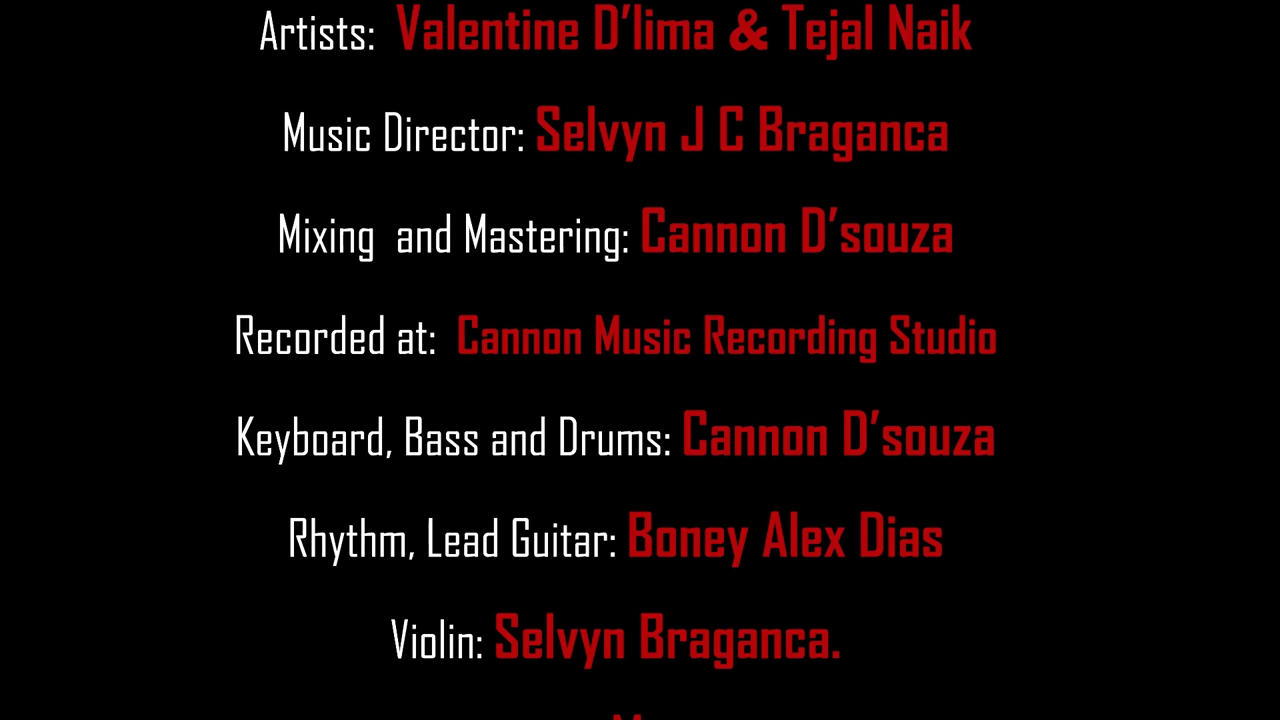 Artists: Valentine D’lima & Tejal Naik
Music Director: Selvyn J C Braganca
Mixing and Mastering: Cannon D’souza
Recorded at: Cannon Music Recording Studio
Keyboard, Bass and Drums: Cannon D’souza
Rhythm, Lead Guitar: Boney Alex Dias
Violin: Selvyn Braganca.